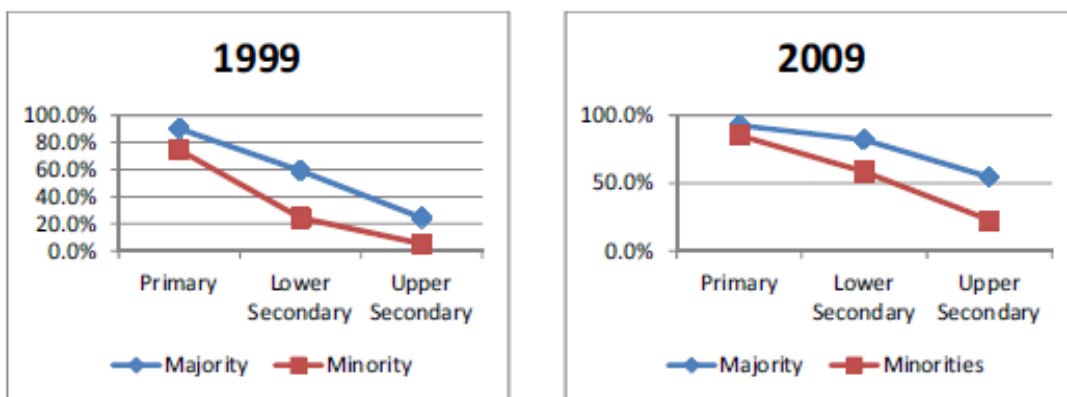 1999
100.0%
80.0%
60.0%
40.0%
20.0%
0.0%
Primary
Lower
Secondary
Upper
Secondary
Majority
Minority
2009
100.0%
50.0%
0.0%
Primary
Lower
Secondary
Upper
Secondary
Majority
Minorities